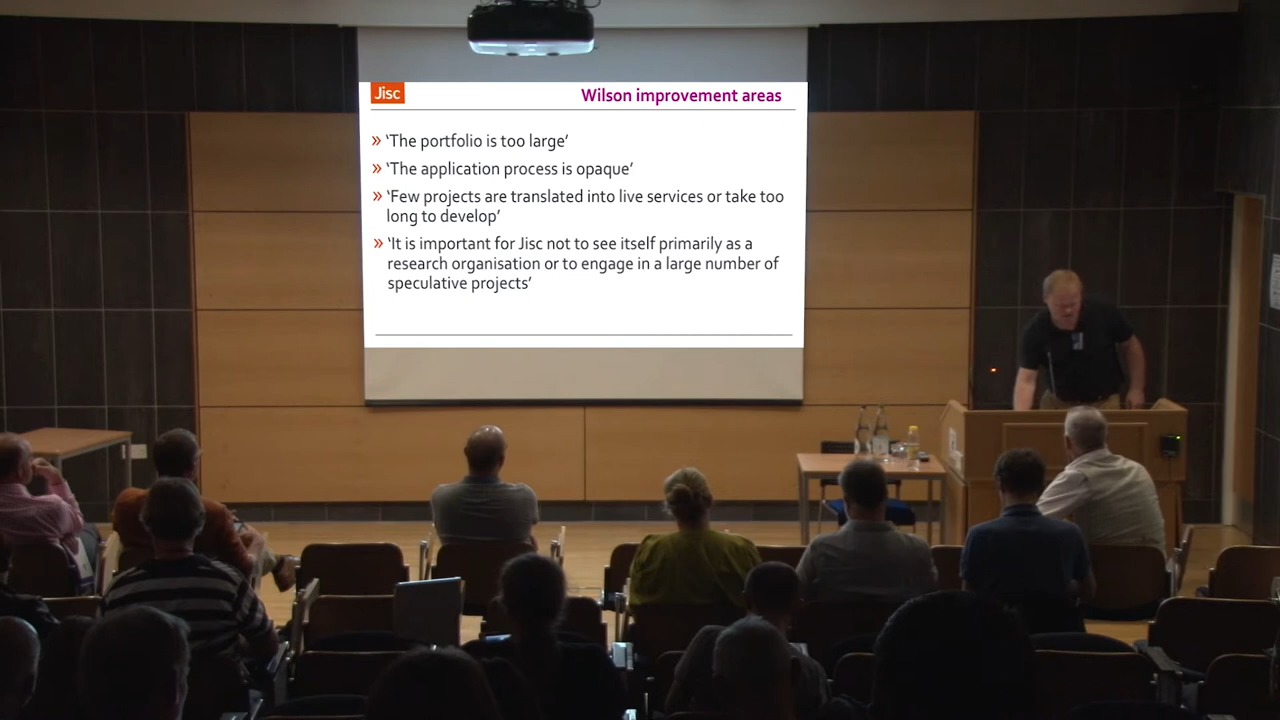 Jisc
Wilson improvement areas
» ‘The portfolio is too large’
» ‘The application process is opaque’
» ‘Few projects are translated into live services or take too
long to develop’
» ‘It is important for Jisc not to see itself primarily as a
research organisation or to engage in a large number of
speculative projects’